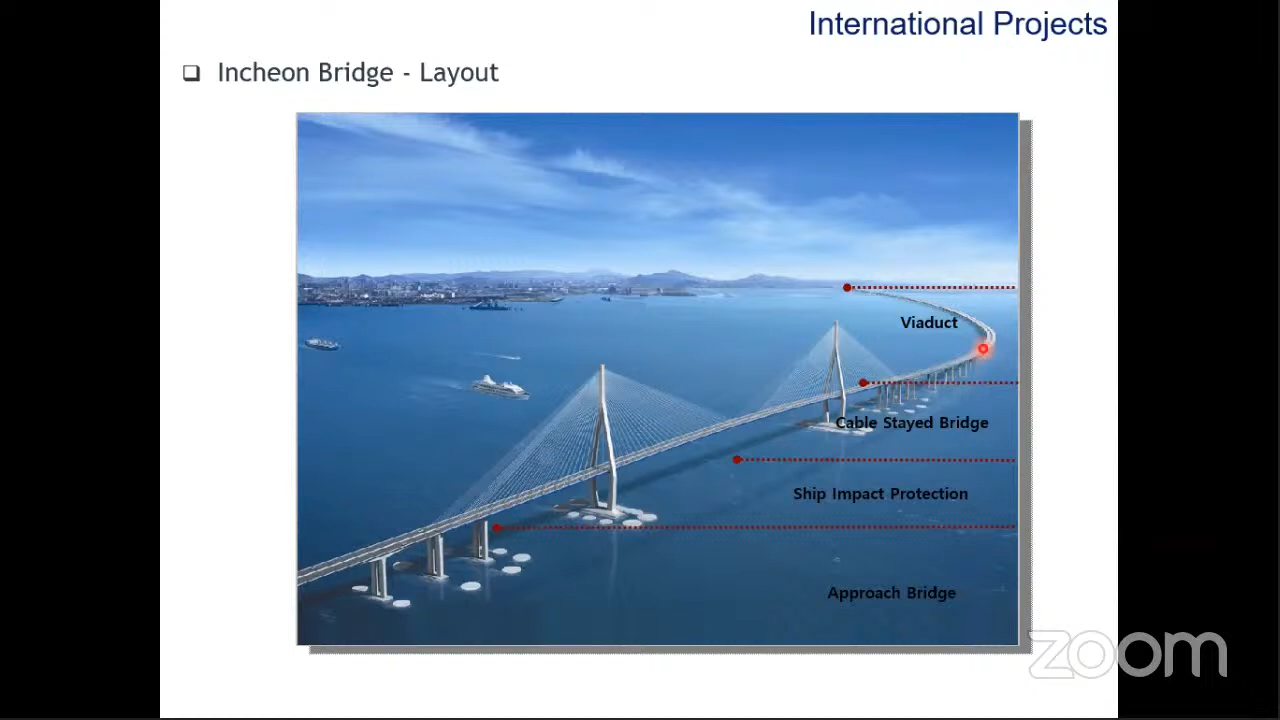 International Projects
Incheon Bridge - Layout
Viaduct
Cable Stayed Bridge
Ship Impact Protection
Approach Bridge
zoom